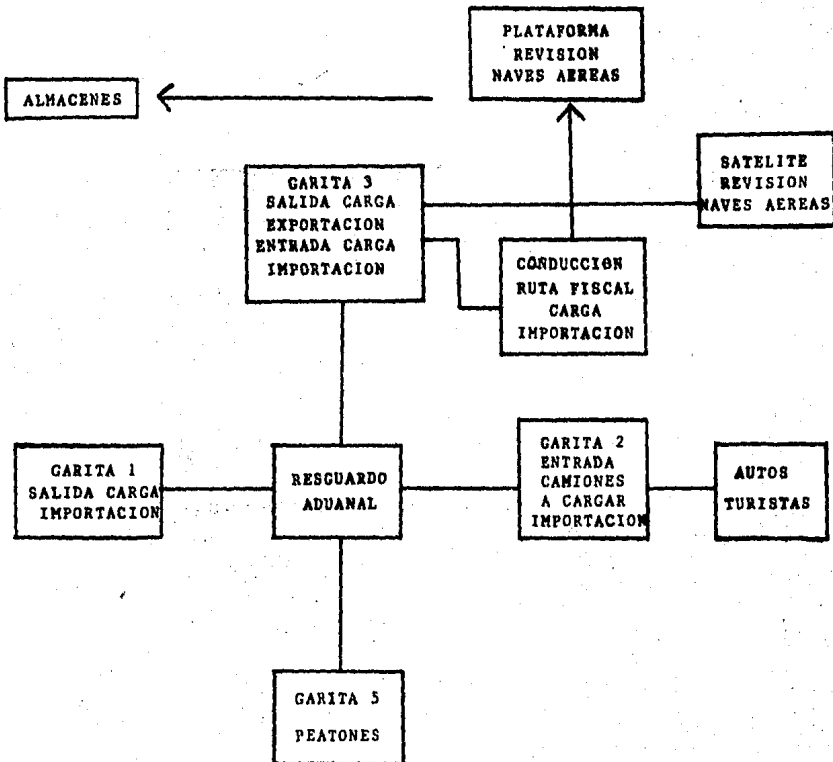 PLATAFORMA
REVISION
NAVES AEREAS
ALMACENES
SATELITE
REVISION
NAVES AEREAS
GARITA 3
SALIDA CARGA
EXPORTACION
ENTRADA CARGA
IMPORTACION
CONDUCCION
RUTA FISCAL
CARGA
IMPORTACION
GARITA 1
SALIDA CARGA
IMPORTACION
RESGUARDO
ADUANAL
GARITA 2
ENTRADA
CAMIONES
A CARGAR
IMPORTACION
AUTOS
TURISTAS
GARITA 5
PEATONES